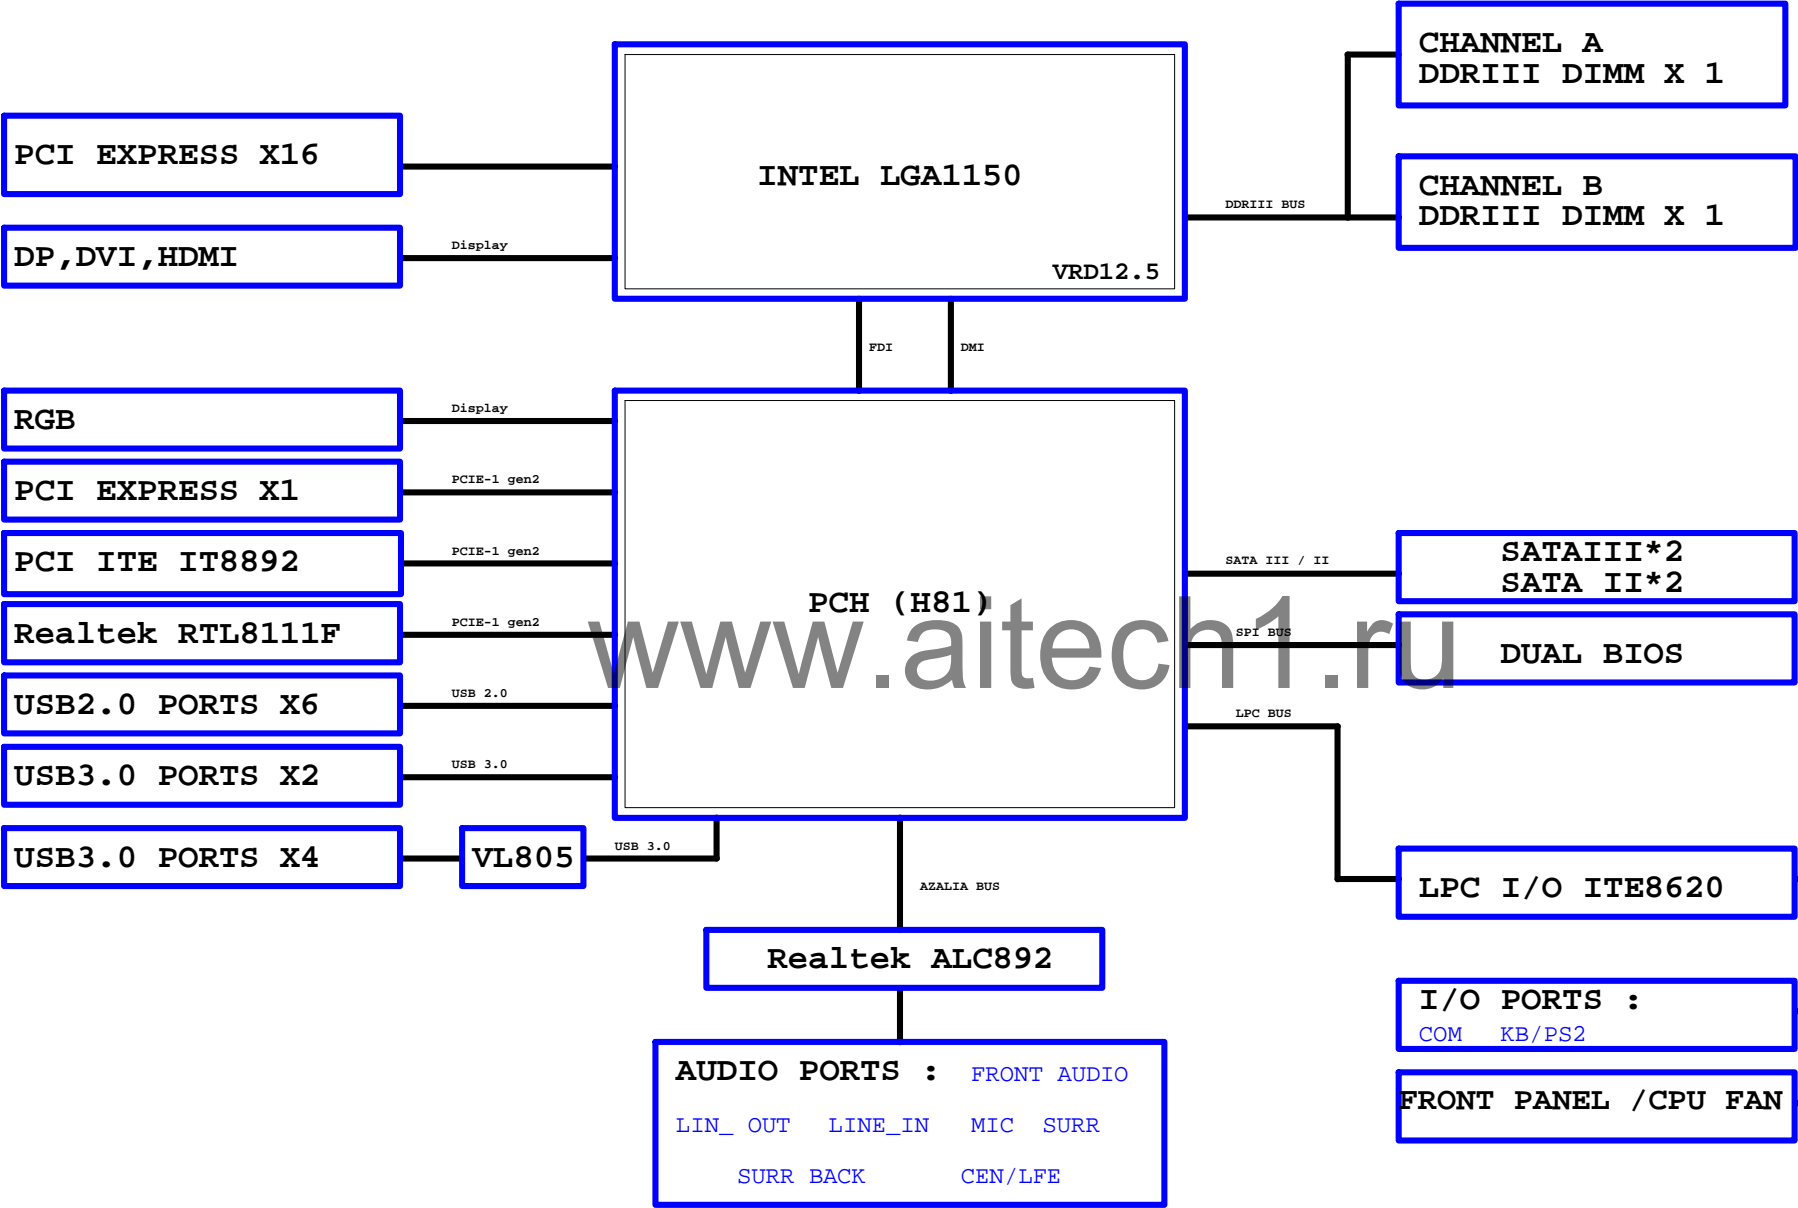 CHANNEL A
DDRIII DIMM X 1
PCI EXPRESS X16
INTEL LGA1150
VRD12.5
DDRIII BUS
CHANNEL B
DDRIII DIMM X 1
DP,DVI,HDMI
Display
FDI
DMI
RGB
Display
PCI EXPRESS X1
PCIE-1 gen2
PCI ITE IT8892
PCIE-1 gen2
Realtek RTL8111F
PCIE-1 gen2
USB2.0 PORTS X6
USB 2.0
USB3.0 PORTS X2
USB 3.0
USB3.0 PORTS X4
VL805
USB 3.0
PCH (H81)
www.aitech1.ru
SATA III / II
SATAIII*2
SATA II*2
SPI BUS
DUAL BIOS
LPC BUS
LPC I/O ITE8620
AZALIA BUS
Realtek ALC892
AUDIO PORTS : FRONT AUDIO
LIN_ OUT LINE_IN MIC SURR
SURR BACK CEN/LFE
I/O PORTS :
COM KB/PS2
FRONT PANEL /CPU FAN